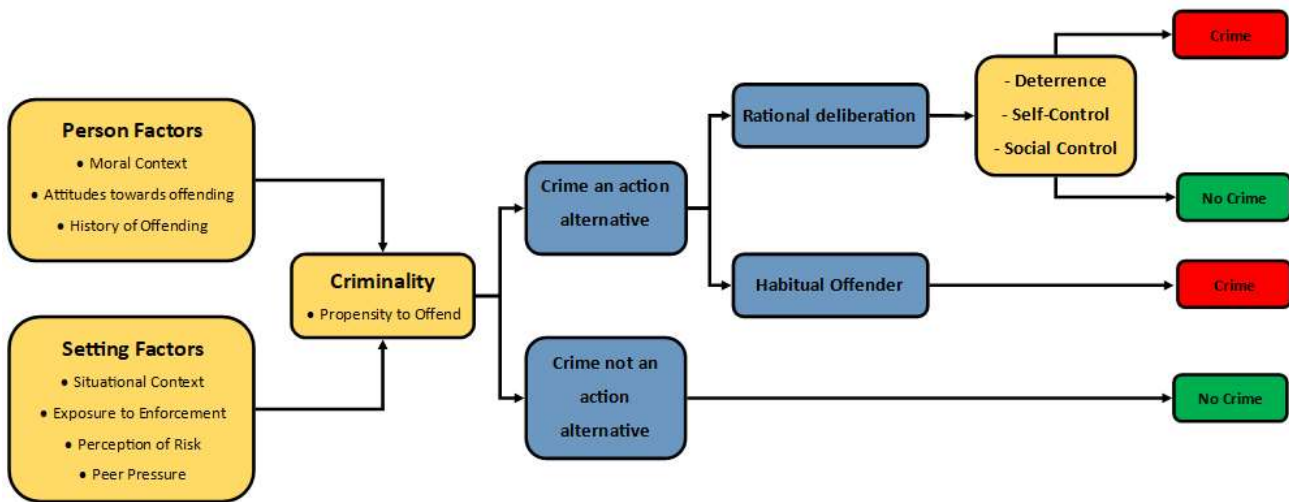 Person Factors
● Moral Context
● Attitudes towards offending
● History of Offending
Setting Factors
● Situational Context
● Exposure to Enforcement
● Perception of Risk
● Peer Pressure
Criminality
● Propensity to Offend
Crime an action
alternative
Crime not an
action
alternative
Rational deliberation
Habitual Offender
- Deterrence
- Self-Control
- Social Control
Crime
No Crime
Crime
No Crime